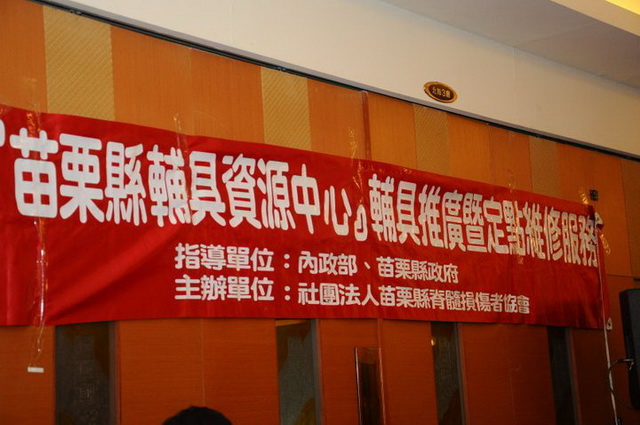 『苗栗縣輔具資源中心』輔具推廣暨定點維修服務
指導單位：內政部、苗栗縣政府
主辦單位：社團法人苗栗縣脊髓損傷者協會